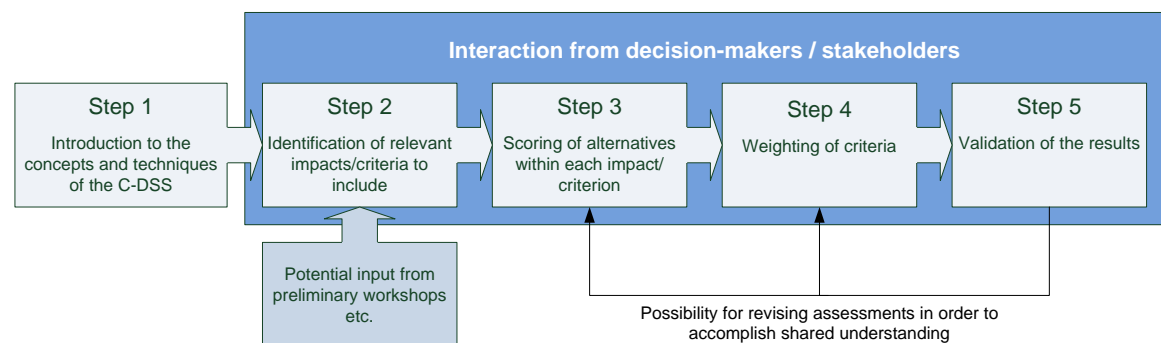 Interaction from decision-makers / stakeholders
Step 1
Introduction to the
concepts and techniques
of the C-DSS
Step 2
Identification of relevant
impacts/criteria to
include
Step 3
Scoring of alternatives
within each impact/
criterion
Step 4
Weighting of criteria
Step 5
Validation of the results
Potential input from
preliminary workshops
etc.
Possibility for revising assessments in order to
accomplish shared understanding